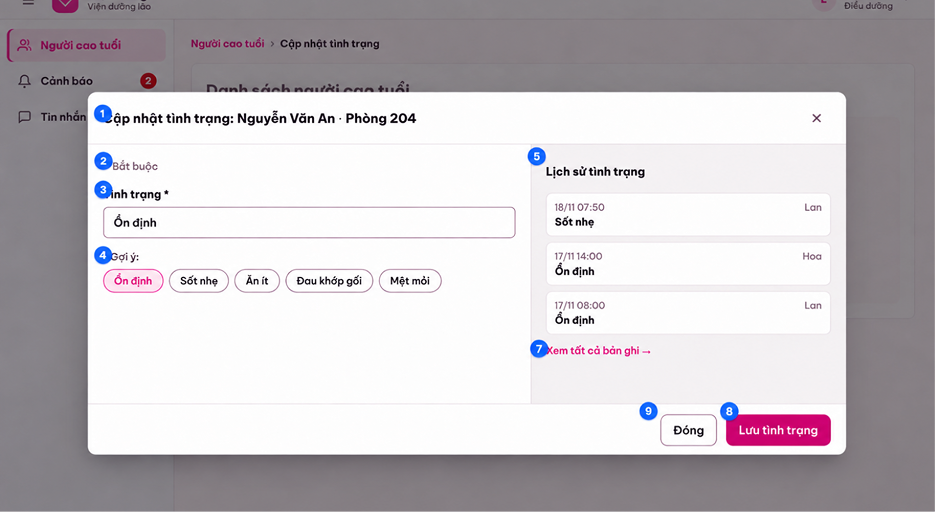 Viện dưỡng lão
Điều dưỡng
Người cao tuổi
Cảnh báo
2
Tin nhắn
Người cao tuổi › Cập nhật tình trạng
Danh sách người cao tuổi
1
Cập nhật tình trạng: Nguyễn Văn An · Phòng 204
×
2
* Bắt buộc
3
Tình trạng *
Ổn định
4
Gợi ý:
Ổn định
Sốt nhẹ
Ăn ít
Đau khớp gối
Mệt mỏi
5
Lịch sử tình trạng
18/11 07:50 Lan
Sốt nhẹ
17/11 14:00 Hoa
Ổn định
17/11 08:00 Lan
Ổn định
7
Xem tất cả bản ghi →
9
Đóng
8
Lưu tình trạng